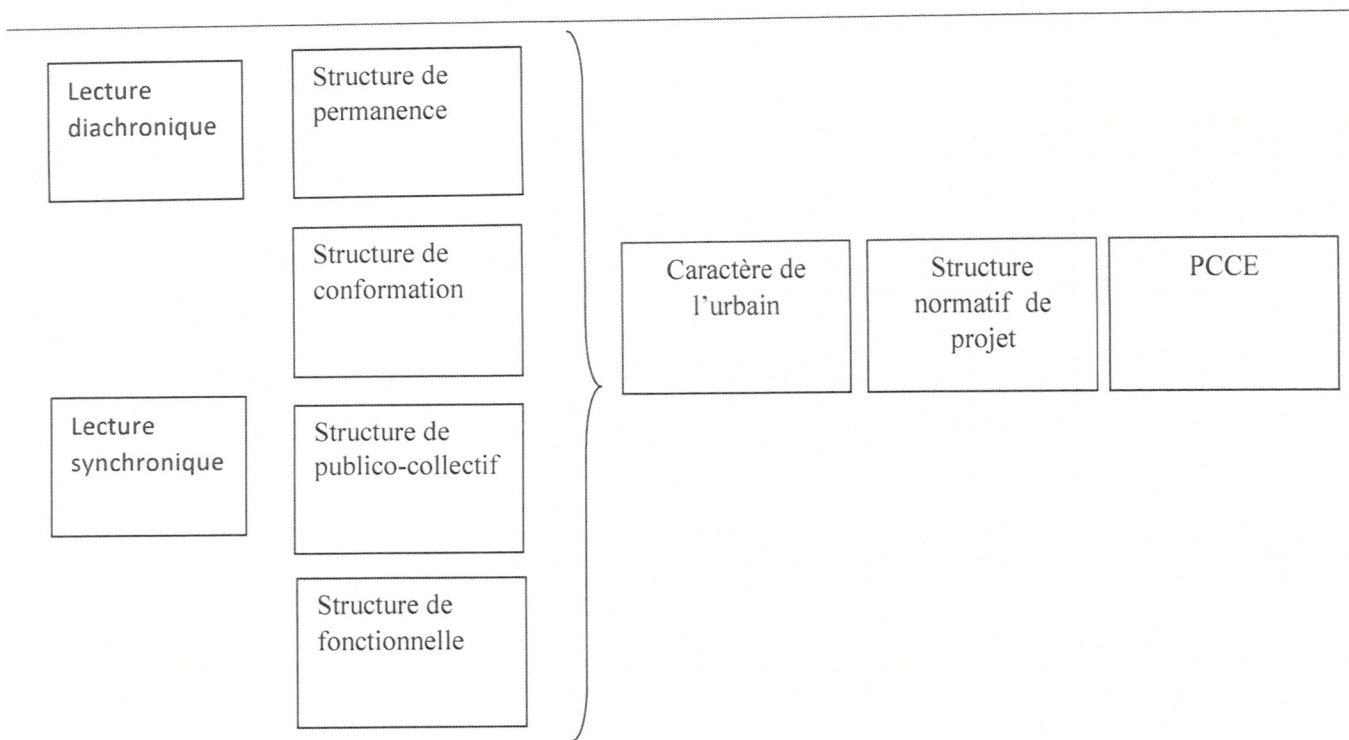 Lecture
diachronique
Structure de
permanence
Structure de
conformation
Lecture
synchronique
Structure de
publico-collectif
Structure de
fonctionnelle
Caractère de
l'urbain
Structure
normatif de
projet
PCCE